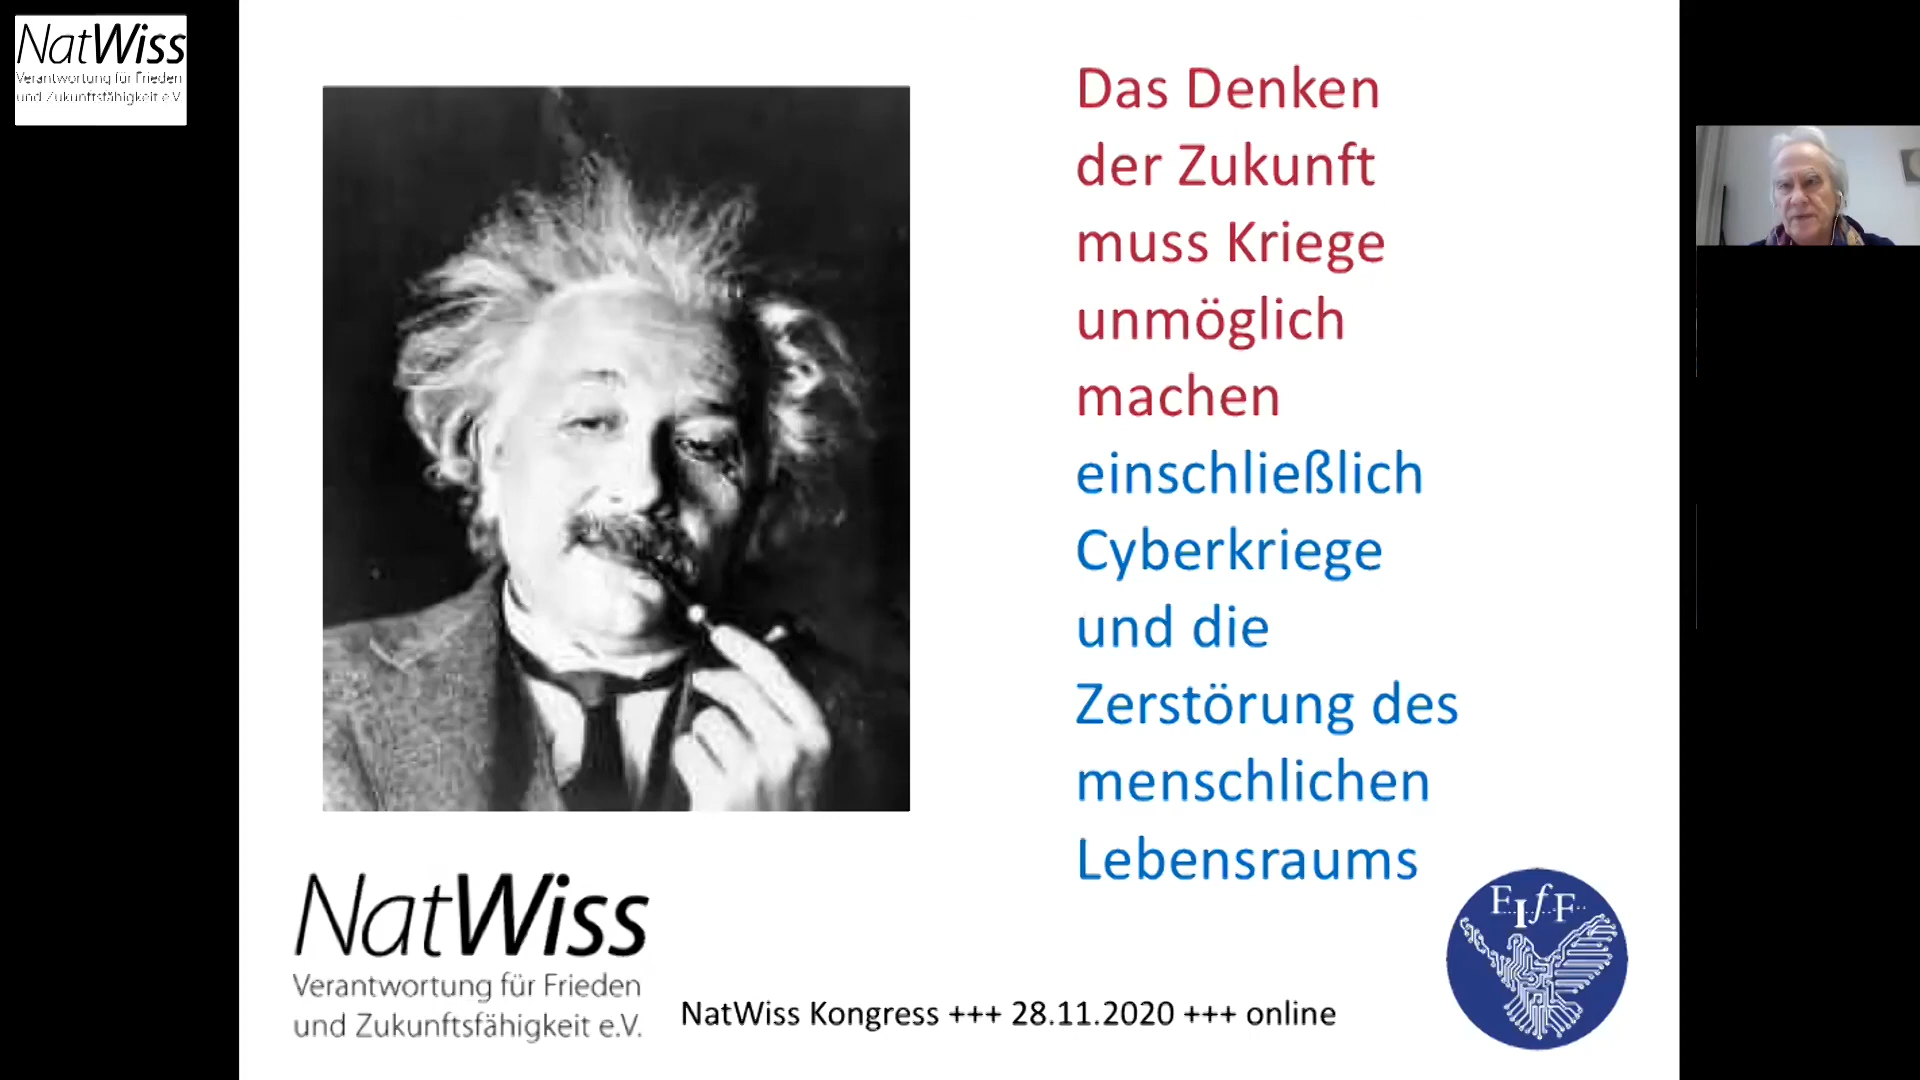 NatWiss
Verantwortung für Frieden
und Zukunftsfähigkeit e.V.
Das Denken
der Zukunft
muss Kriege
unmöglich
machen
einschließlich
Cyberkriege
und die
Zerstörung des
menschlichen
Lebensraums
NatWiss
Verantwortung für Frieden
und Zukunftsfähigkeit e.V.
NatWiss Kongress +++ 28.11.2020 +++ online
FIfF